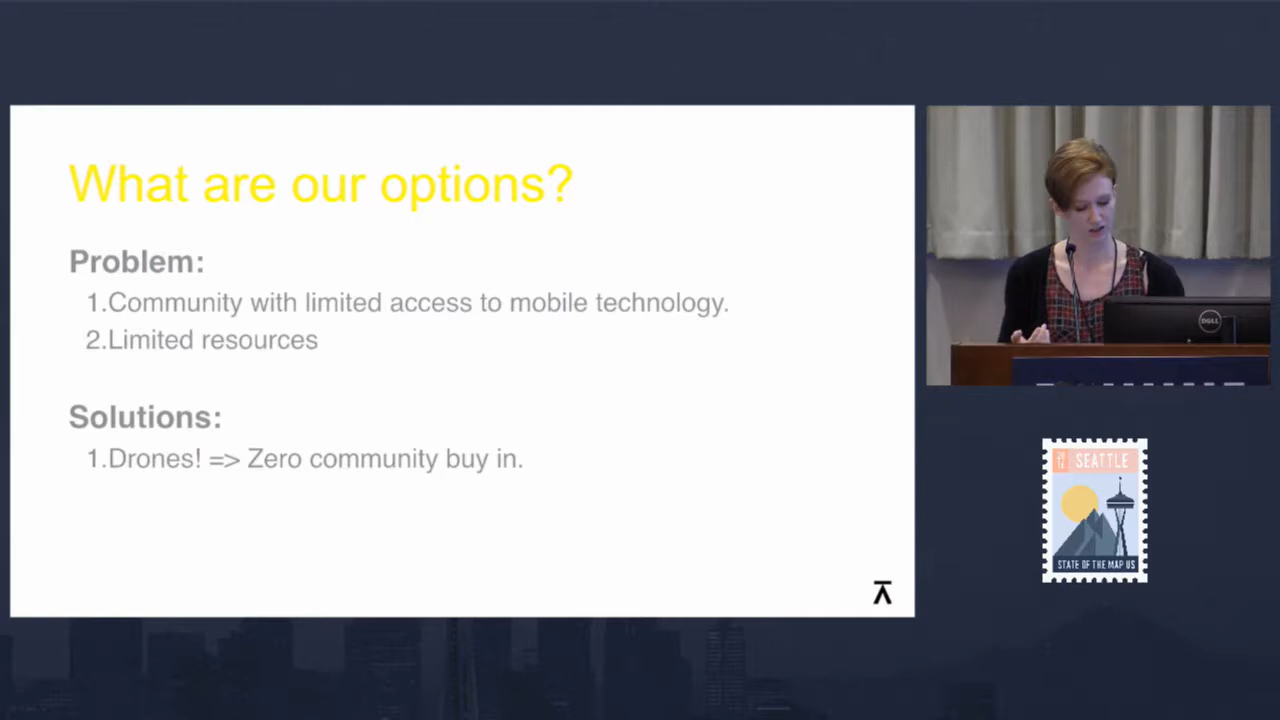 What are our options?
Problem:
1.Community with limited access to mobile technology.
2.Limited resources
Solutions:
1.Drones! => Zero community buy in.
DELL
SEATTLE
STATE OF THE MAP US